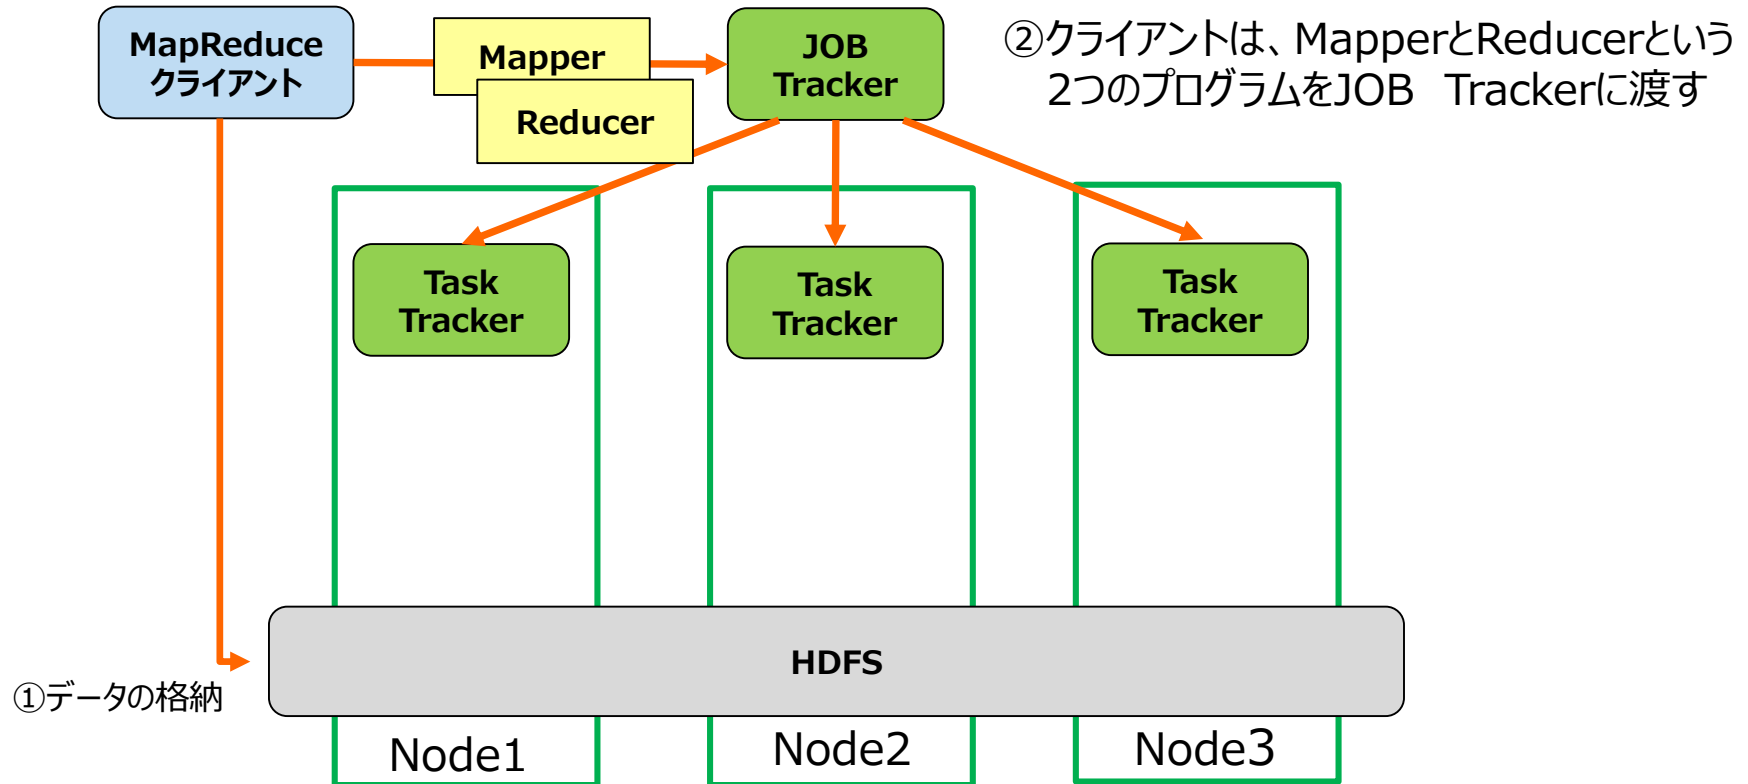 MapReduce
クライアント
Mapper
Reducer
JOB
Tracker
②クライアントは、MapperとReducerという
2つのプログラムをJOB　Trackerに渡す
Task
Tracker
Task
Tracker
Task
Tracker
HDFS
①データの格納
Node1
Node2
Node3